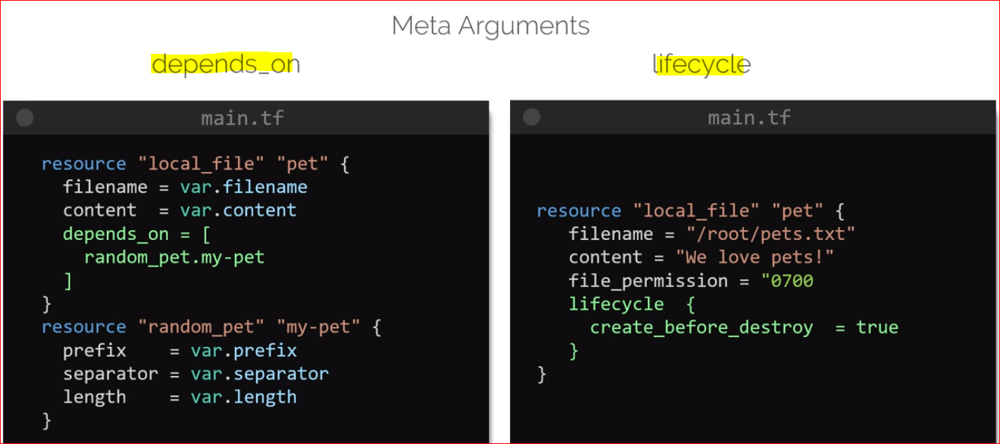 Meta Arguments
depends_on
main.tf
resource "local_file" "pet" {
filename = var.filename
content = var.content
depends_on = [
random_pet.my-pet
]
}
resource "random_pet" "my-pet" {
prefix = var.prefix
separator = var.separator
length = var.length
}
lifecycle
main.tf
resource "local_file" "pet" {
filename = "/root/pets.txt"
content = "We love pets!"
file_permission = "0700
lifecycle {
create_before_destroy = true
}
}